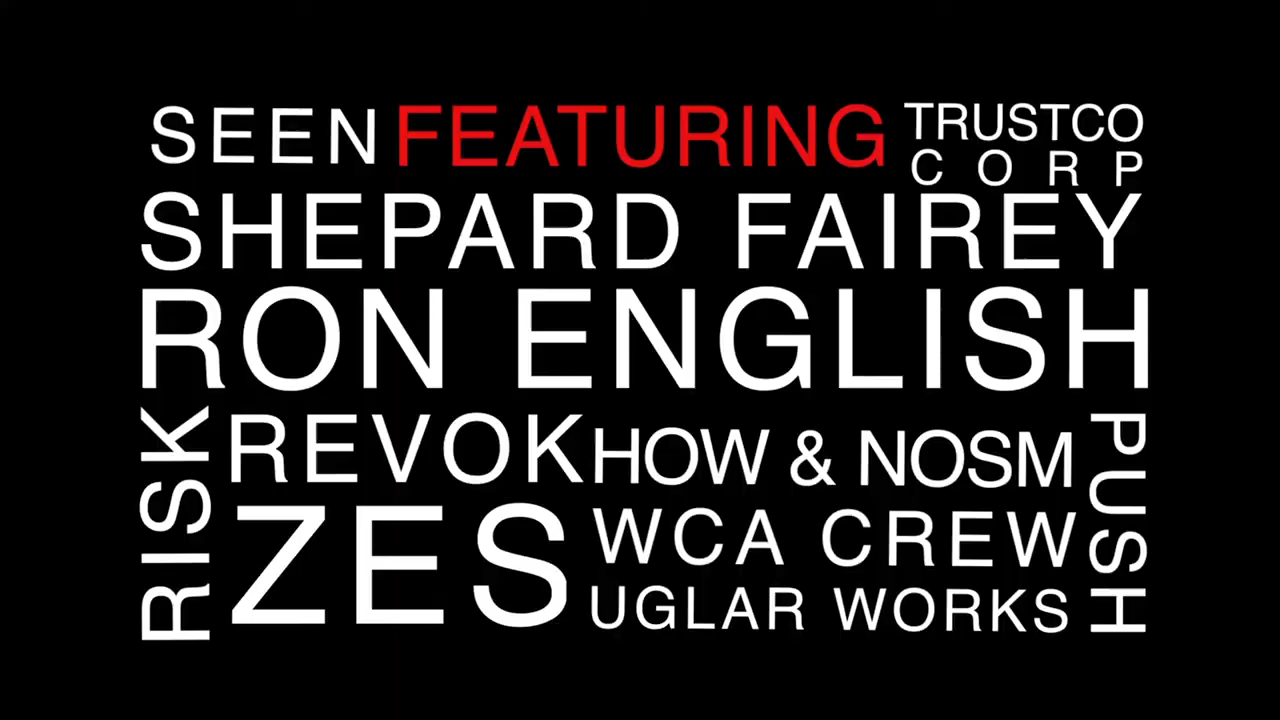 SEEN FEATURING TRUSTCO
CORP
SHEPARD FAIREY
RON ENGLISH
RISK
REVOK HOW & NOSM
ZES WCA CREW
UGLAR WORKS
PUSH